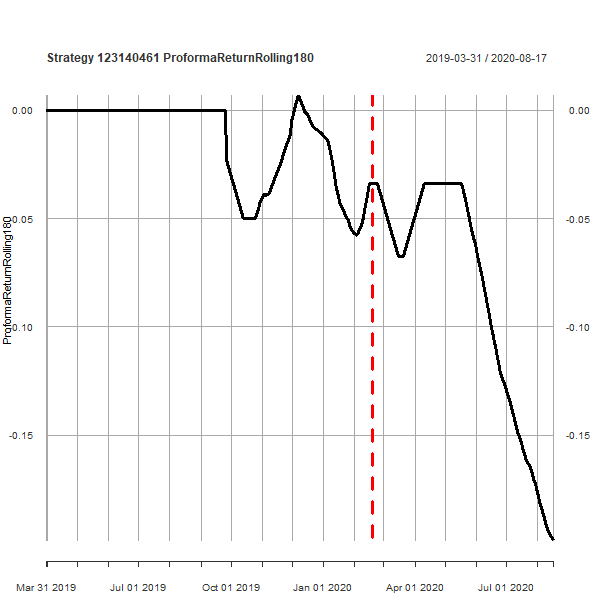 Strategy 123140461 ProformaReturnRolling180
2019-03-31 / 2020-08-17
ProformaReturnRolling180
0.00
-0.05
-0.10
-0.15
0.00
-0.05
-0.10
-0.15
Mar 31 2019
Jul 01 2019
Oct 01 2019
Jan 01 2020
Apr 01 2020
Jul 01 2020